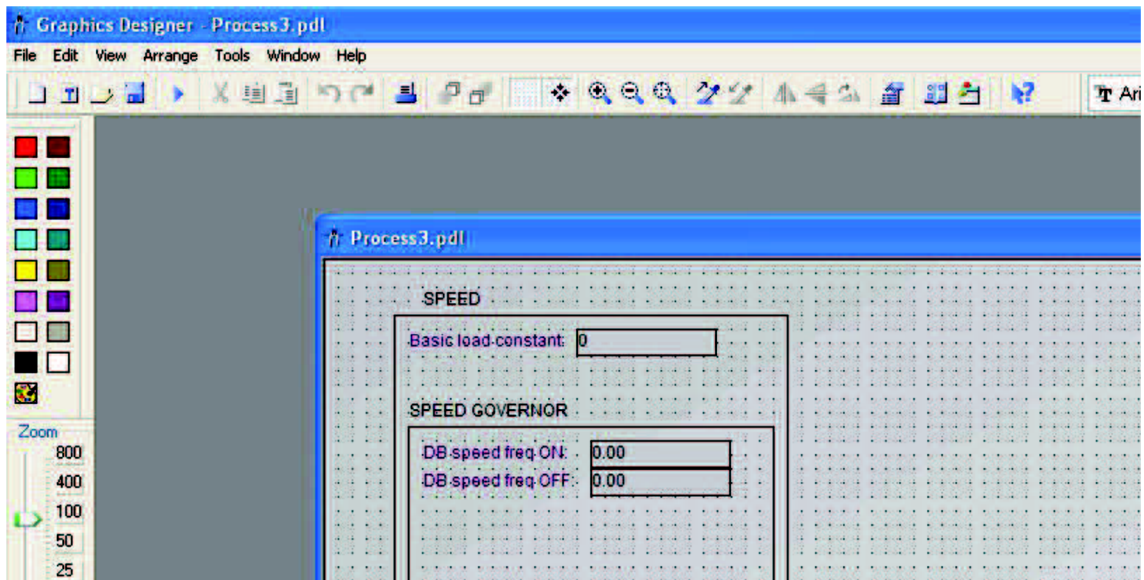 Graphics Designer - Process3.pdl
File Edit View Arrange Tools Window Help
Ari
Process3.pdl
SPEED
Basic load constant: 0
SPEED GOVERNOR
Zoom
800
DB speed freq ON: 0.00
400
DB speed freq OFF: 0.00
100
50
25